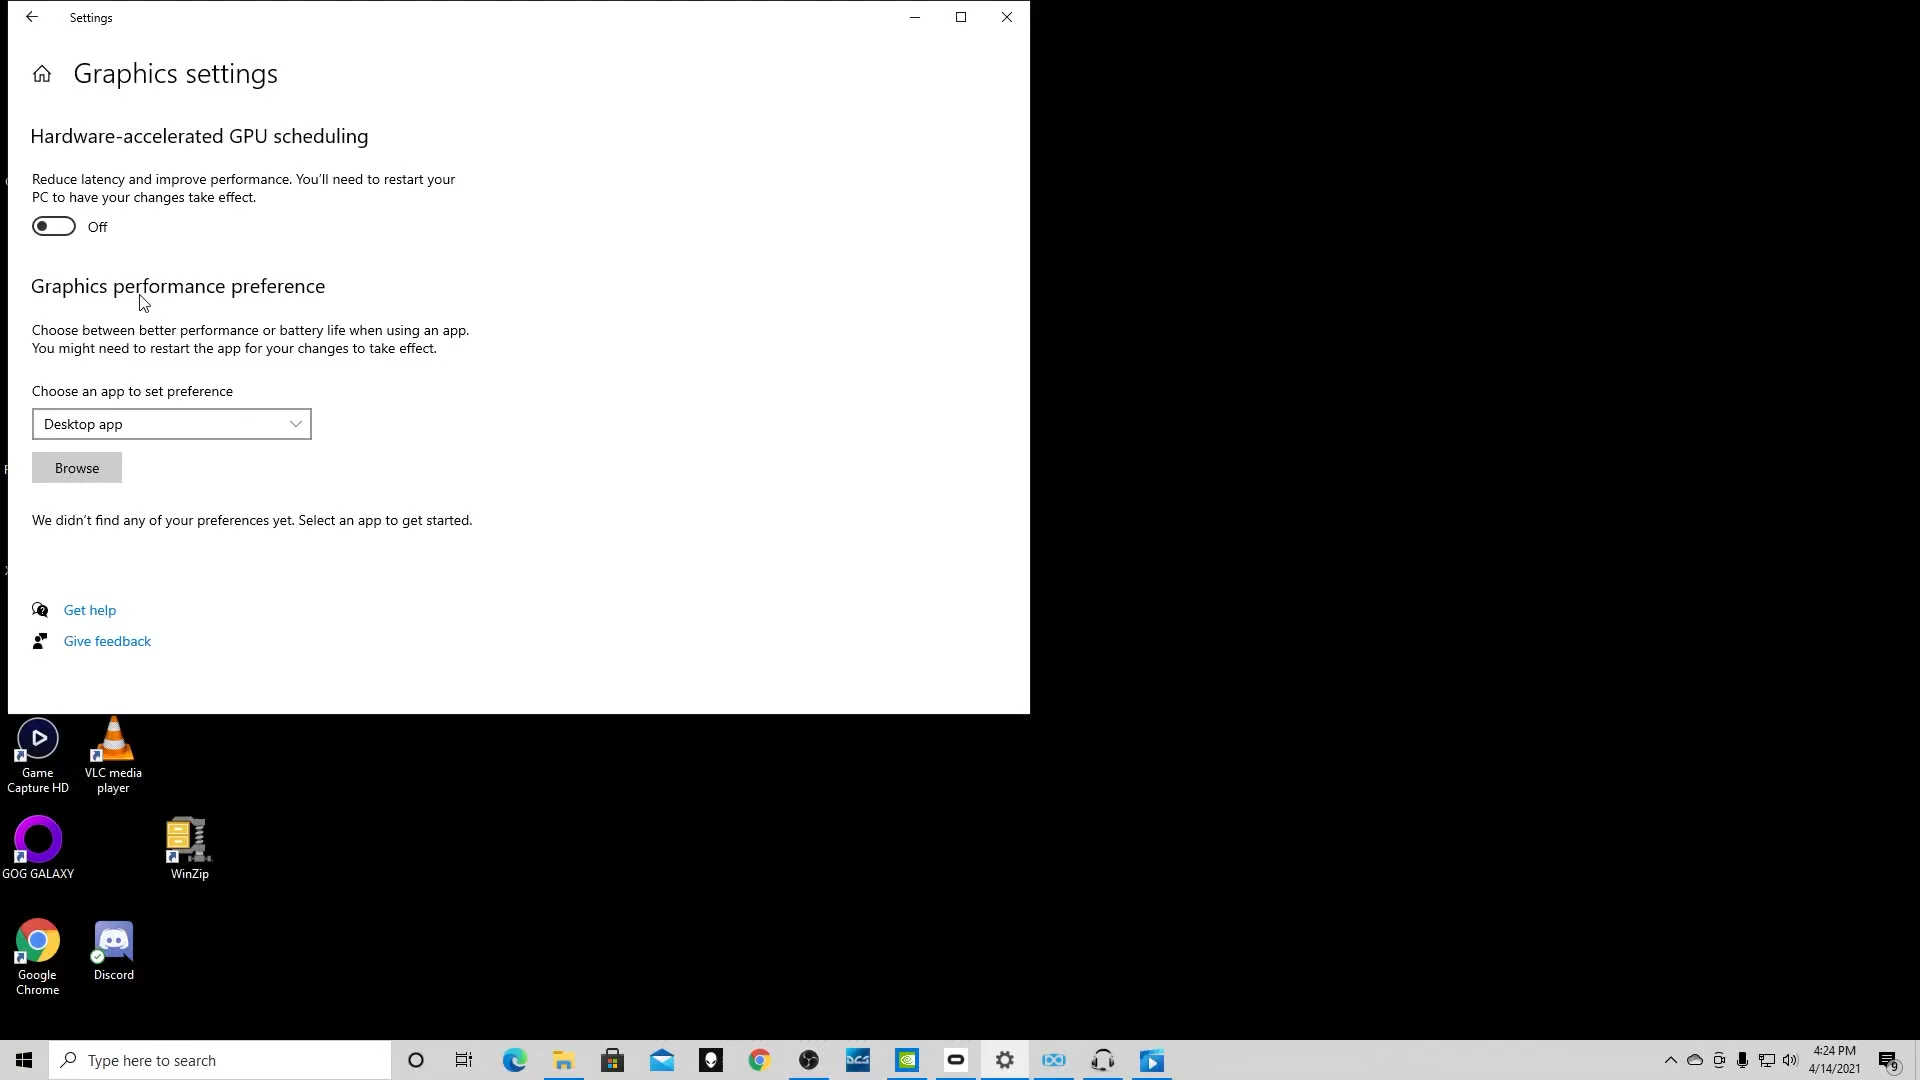 Settings
Graphics settings
Hardware-accelerated GPU scheduling
Reduce latency and improve performance. You'll need to restart your
PC to have your changes take effect.
Off
Graphics performance preference
Choose between better performance or battery life when using an app.
You might need to restart the app for your changes to take effect.
Choose an app to set preference
Desktop app
Browse
We didn't find any of your preferences yet. Select an app to get started.
Get help
Give feedback
Game
Capture HD
VLC media
player
GOG GALAXY
WinZip
Google
Chrome
Discord
Type here to search
DCS
4:24 PM
4/14/2021
9